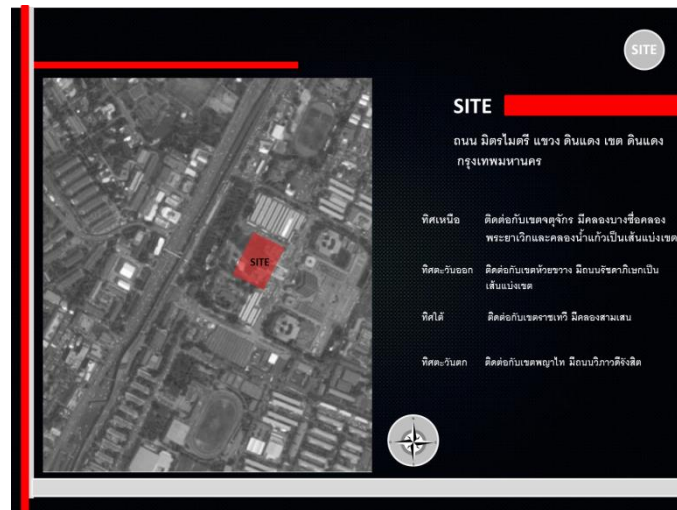 SITE
SITE
ถนน มิตรไมตรี แขวง ดินแดง เขต ดินแดง
กรุงเทพมหานคร
ทิศเหนือ ติดต่อกับเขตจตุจักร มีคลองบางซื่อคลอง
พระยาเวิกและคลองน้ำแก้วเป็นเส้นแบ่งเขต
SITE
ทิศตะวันออก ติดต่อกับเขตห้วยขวาง มีถนนรัชดาภิเษกเป็น
เส้นแบ่งเขต
ทิศใต้ ติดต่อกับเขตราชเทวี มีคลองสามเสน
ทิศตะวันตก ติดต่อกับเขตพญาไท มีถนนวิภาวดีรังสิต